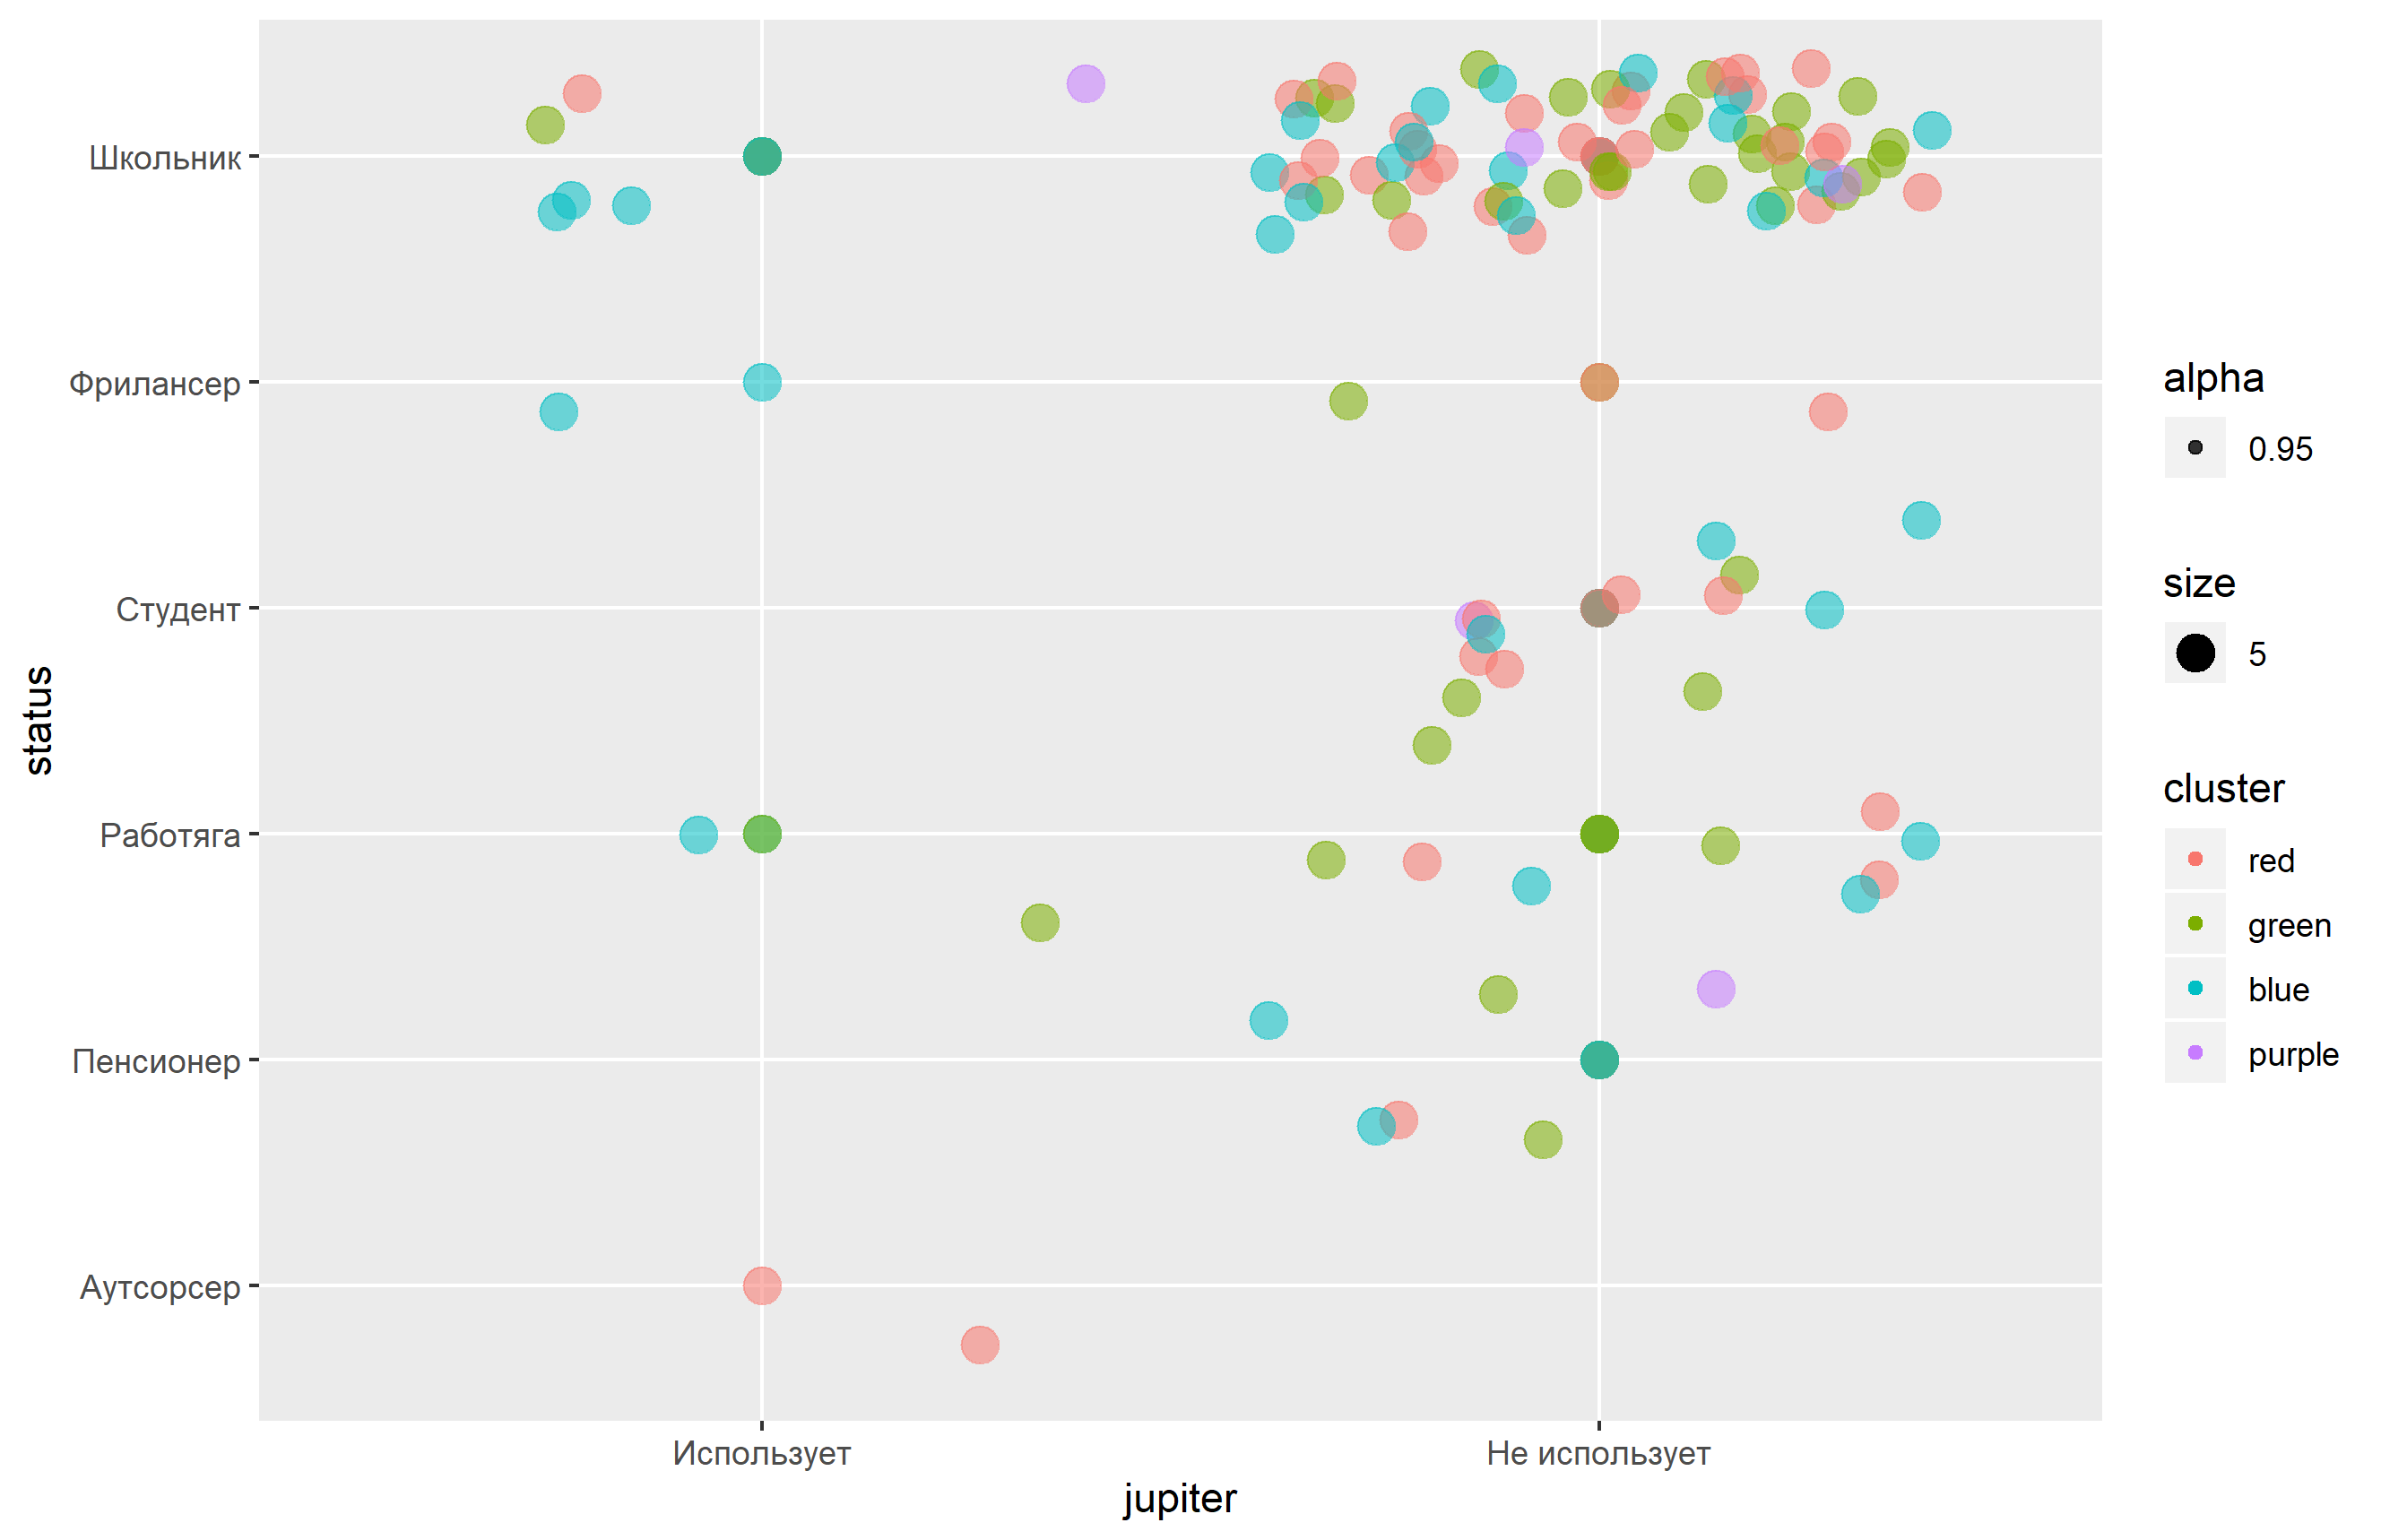 Школьник
Фрилансер
Студент
Работяга
Пенсионер
Аутсорсер
status
Использует
Не использует
jupiter
alpha
0.95
size
5
cluster
red
green
blue
purple